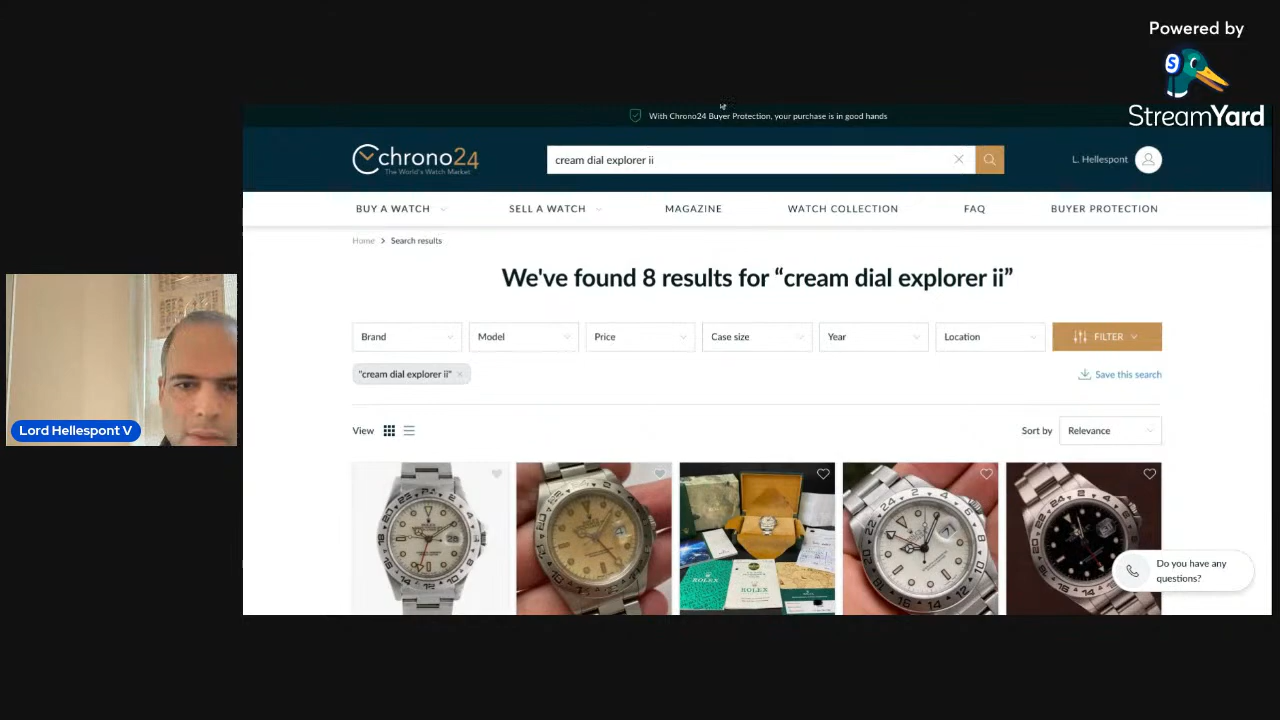 Powered by
StreamYard
With Chrono24 Buyer Protection, your purchase is in good hands
chrono24
The World's Watch Market
cream dial explorer ii
L. Hellespont
BUY A WATCH
SELL A WATCH
MAGAZINE
WATCH COLLECTION
FAQ
BUYER PROTECTION
Home
Search results
We've found 8 results for “cream dial explorer ii”
Brand
Model
Price
Case size
Year
Location
FILTER
"cream dial explorer ii"
Save this search
View
Sort by
Relevance
Lord Hellespont V
ROLEX
ROLEX
Do you have any
questions?